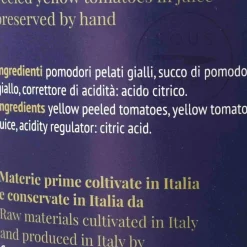 peeled yellow tomatoes in juice
preserved by hand
ngredienti pomodori pelati gialli, succo di pomodo
giallo, correttore di acidità: acido citrico.
ngredients yellow peeled tomatoes, yellow tomato
juice, acidity regulator: citric acid.
Materie prime coltivate in Italia
e conservate in Italia da
Raw materials cultivated in Italy
and produced in Italy by